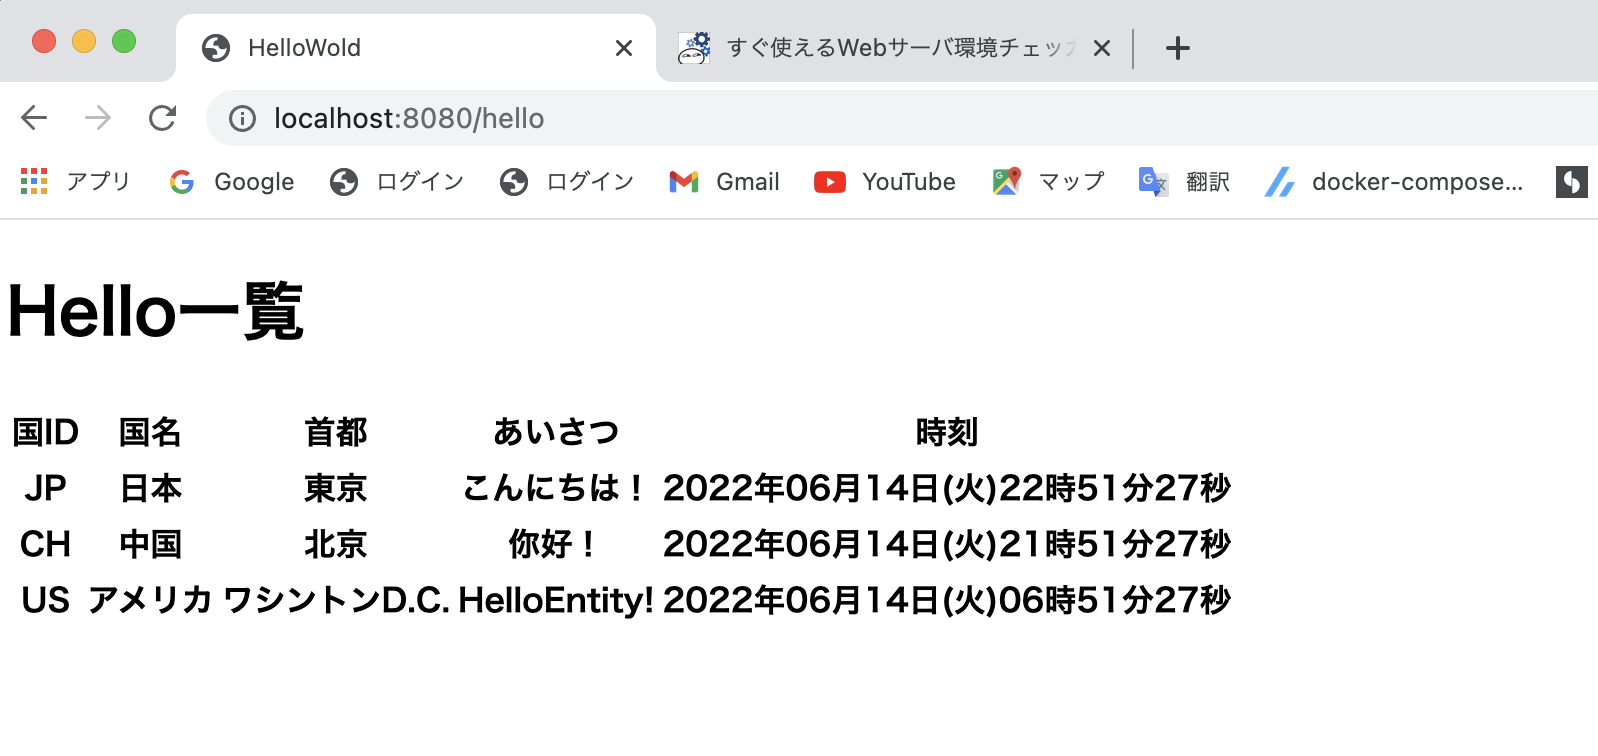 HelloWold すぐ使えるWebサーバ環境チェッ
localhost:8080/hello
アプリ Google ログイン ログイン Gmail YouTube マップ 翻訳 docker-compose...
Hello一覧
国ID 国名 首都 あいさつ 時刻
JP 日本 東京 こんにちは！ 2022年06月14日(火)22時51分27秒
CH 中国 北京 你好！ 2022年06月14日(火)21時51分27秒
US アメリカ ワシントンD.C. HelloEntity! 2022年06月14日(火)06時51分27秒